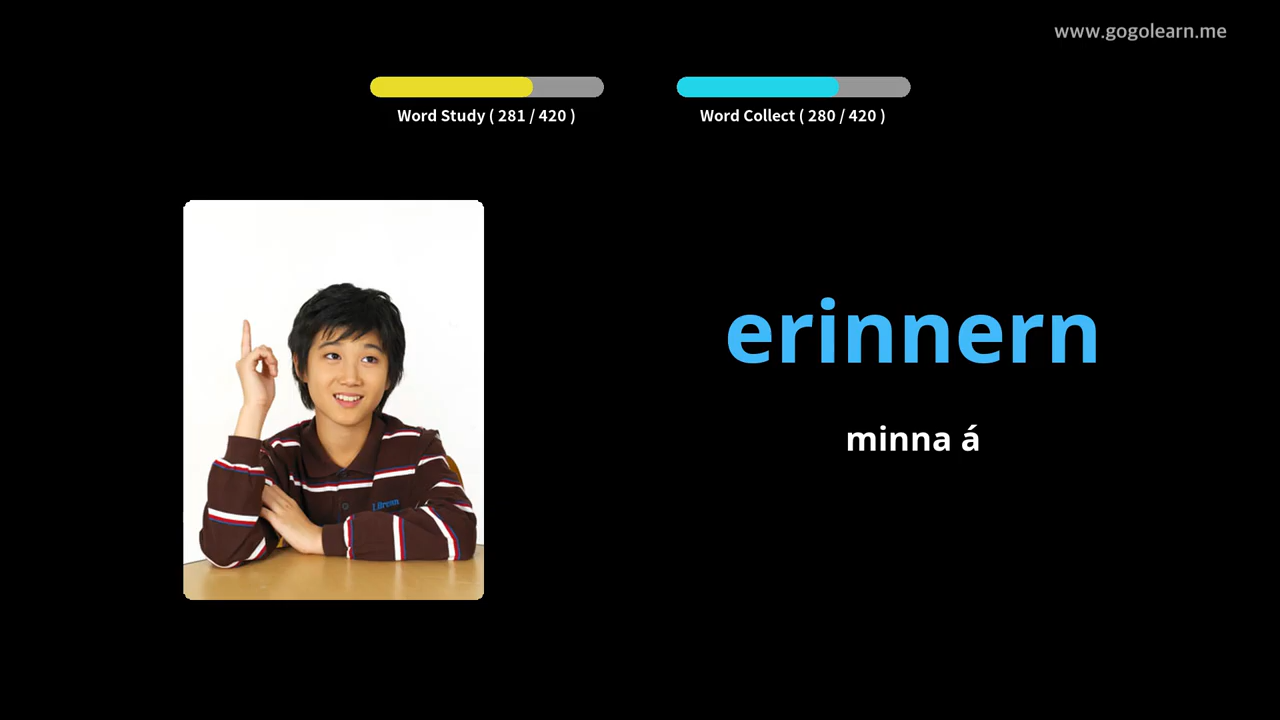 www.gogolearn.me
Word Study ( 281 / 420 )
Word Collect ( 280 / 420 )
erinnern
minna á